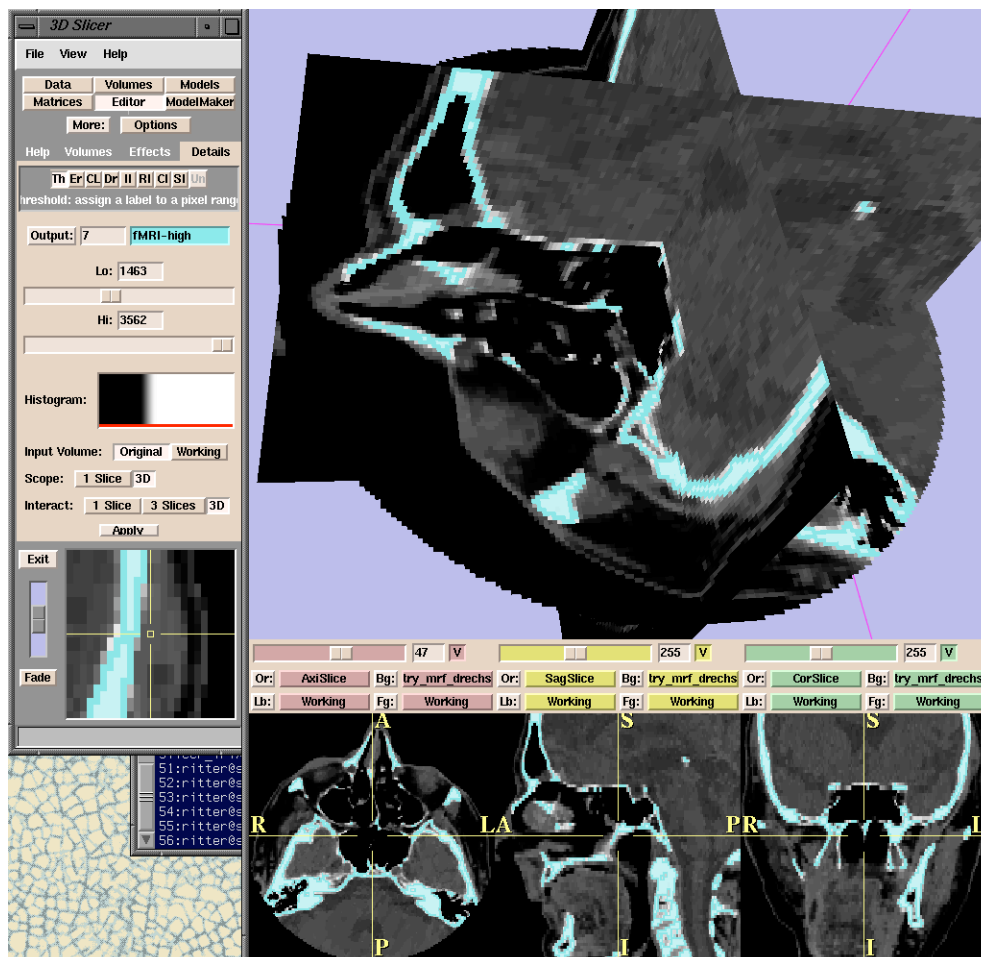 3D Slicer
File View Help
Data Volumes Models
Matrices Editor ModelMaker
More: Options
Help Volumes Effects Details
Th Er CL Dr II RI CI SI Un
hreshold: assign a label to a pixel rang
Output: 7 fMRI-high
Lo: 1463
Hi: 3562
Histogram:
Input Volume: Original Working
Scope: 1 Slice 3D
Interact: 1 Slice 3 Slices 3D
Apply
Exit
Fade
47 V 255 V 255 V
Or: AxiSlice Bg: try_mrf_drechs Or: SagSlice Bg: try_mrf_drechs Or: CorSlice Bg: try_mrf_drechs
Lb: Working Fg: Working Lb: Working Fg: Working Lb: Working Fg: Working
A S S
R L A P R L
P I I
52:ritter@s
53:ritter@s
54:ritter@s
55:ritter@s
56:ritter@s